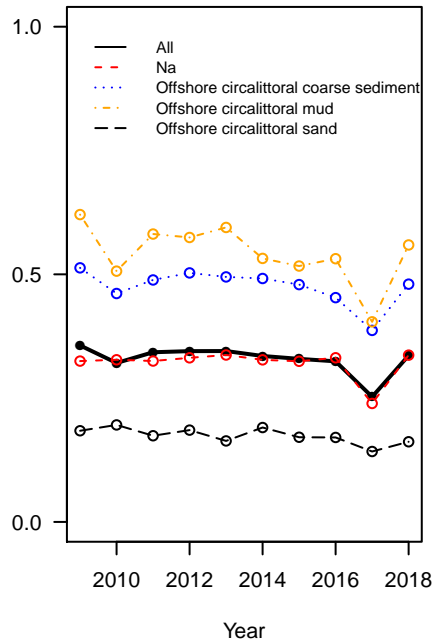 1.0
All
Na
Offshore circalittoral coarse sediment
Offshore circalittoral mud
Offshore circalittoral sand
0.5
0.0
2010 2012 2014 2016 2018
Year